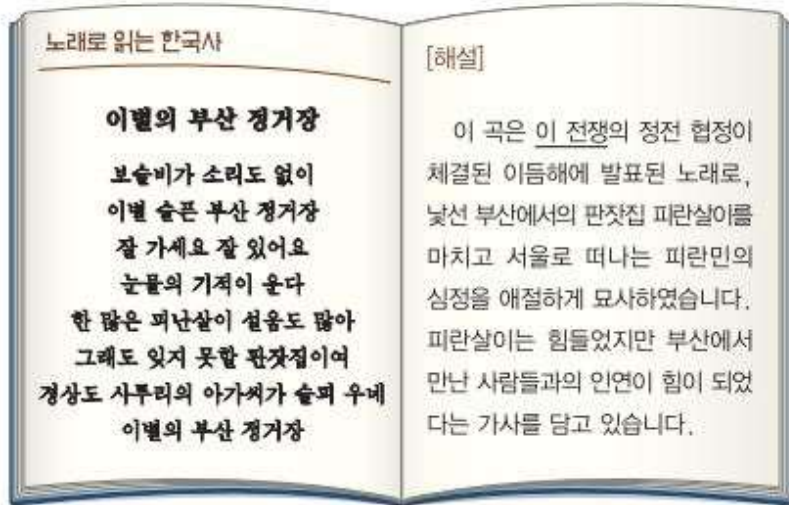 노래로 읽는 한국사
이별의 부산 정거장
보슬비가 소리도 없이
이별 슬픈 부산 정거장
잘 가세요 잘 있어요
눈물의 기적이 운다
한 많은 피난살이 설움도 많아
그래도 잊지 못할 판잣집이여
경상도 사투리의 아가씨가 슬피 우네
이별의 부산 정거장
[해설]
이 곡은 이 전쟁의 정전 협정이
체결된 이듬해에 발표된 노래로,
낯선 부산에서의 판잣집 피란살이를
마치고 서울로 떠나는 피란민의
심정을 애절하게 묘사하였습니다.
피란살이는 힘들었지만 부산에서
만난 사람들과의 인연이 힘이 되었
다는 가사를 담고 있습니다.